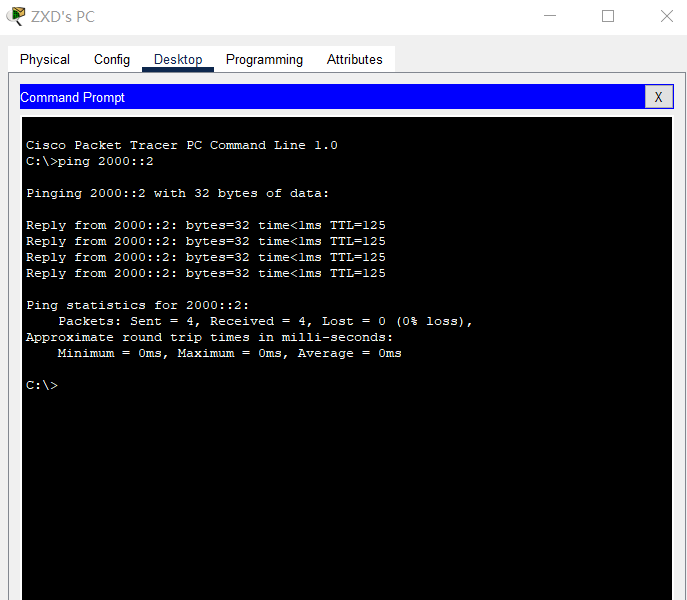 ZXD's PC
Physical Config Desktop Programming Attributes
Command Prompt X
Cisco Packet Tracer PC Command Line 1.0
C:\>ping 2000::2
Pinging 2000::2 with 32 bytes of data:
Reply from 2000::2: bytes=32 time<1ms TTL=125
Reply from 2000::2: bytes=32 time<1ms TTL=125
Reply from 2000::2: bytes=32 time<1ms TTL=125
Reply from 2000::2: bytes=32 time<1ms TTL=125
Ping statistics for 2000::2:
Packets: Sent = 4, Received = 4, Lost = 0 (0% loss),
Approximate round trip times in milli-seconds:
Minimum = 0ms, Maximum = 0ms, Average = 0ms
C:\>